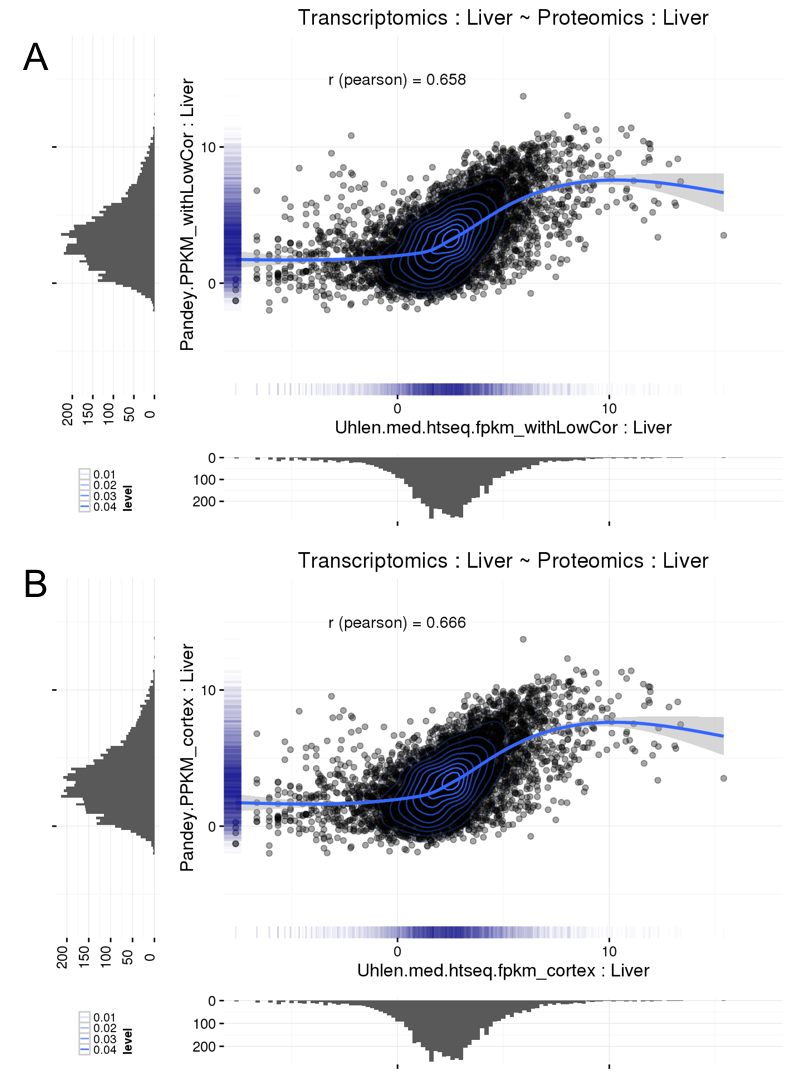 Transcriptomics : Liver ~ Proteomics : Liver
A
r (pearson) = 0.658
Pandey.PPKM_withLowCor : Liver
10
0
200 150 100 50 0
0 10
Uhlen.med.htseq.fpkm_withLowCor : Liver
0
100
200
0.01
0.02
0.03
0.04
level
Transcriptomics : Liver ~ Proteomics : Liver
B
r (pearson) = 0.666
Pandey.PPKM_cortex : Liver
10
0
200 150 100 50 0
0 10
Uhlen.med.htseq.fpkm_cortex : Liver
0
100
200
0.01
0.02
0.03
0.04
level